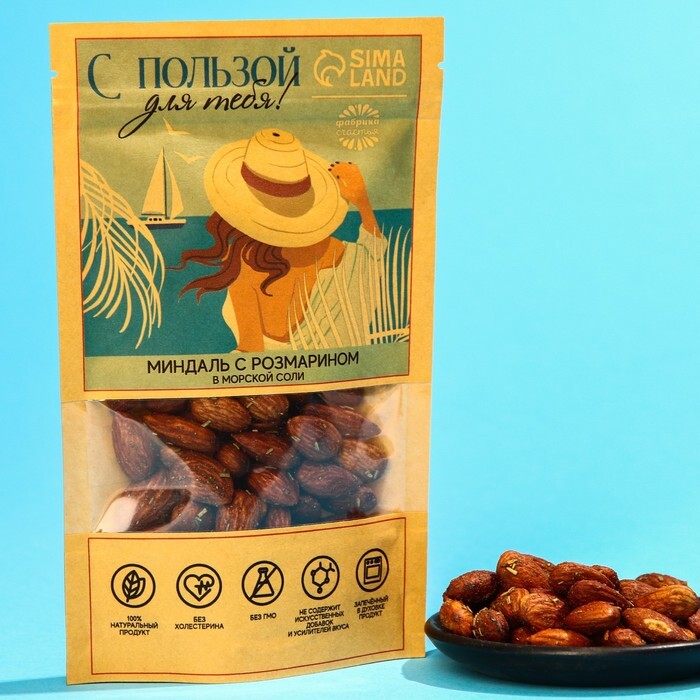 С ПОЛЬЗОЙ
для тебя!
SIMA
LAND
фабрика
счастья
МИНДАЛЬ С РОЗМАРИНОМ
В МОРСКОЙ СОЛИ
100%
НАТУРАЛЬНЫЙ
ПРОДУКТ
БЕЗ
ХОЛЕСТЕРИНА
БЕЗ ГМО
НЕ СОДЕРЖИТ
ИСКУССТВЕННЫХ
ДОБАВОК
И УСИЛИТЕЛЕЙ ВКУСА
ЗАПЕЧЁННЫЙ
В ДУХОВКЕ
ПРОДУКТ